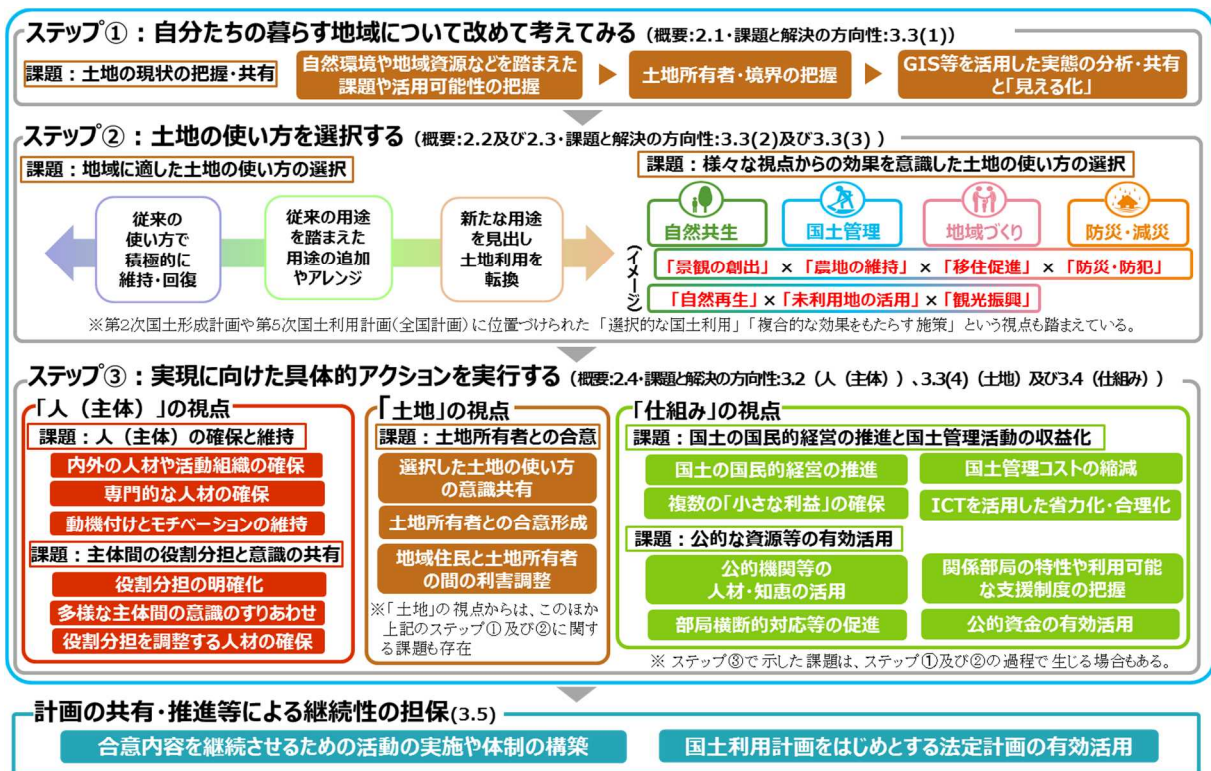 ステップ①：自分たちの暮らす地域について改めて考えてみる (概要:2.1・課題と解決の方向性:3.3(1))
課題：土地の現状の把握・共有
自然環境や地域資源などを踏まえた
課題や活用可能性の把握
土地所有者・境界の把握
GIS等を活用した実態の分析・共有
と「見える化」
ステップ②：土地の使い方を選択する (概要:2.2及び2.3・課題と解決の方向性:3.3(2)及び3.3(3) )
課題：地域に適した土地の使い方の選択
従来の
使い方で
積極的に
維持・回復
従来の用途
を踏まえた
用途の追加
やアレンジ
新たな用途
を見出し
土地利用を
転換
課題：様々な視点からの効果を意識した土地の使い方の選択
自然共生
国土管理
地域づくり
防災・減災
(イメージ)
「景観の創出」 × 「農地の維持」 × 「移住促進」 × 「防災・防犯」
「自然再生」×「未利用地の活用」×「観光振興」
※第2次国土形成計画や第5次国土利用計画(全国計画)に位置づけられた「選択的な国土利用」「複合的な効果をもたらす施策」という視点も踏まえている。
ステップ③：実現に向けた具体的アクションを実行する (概要:2.4・課題と解決の方向性:3.2（人（主体））、3.3(4)（土地）及び3.4（仕組み））
「人（主体）」の視点
課題：人（主体）の確保と維持
内外の人材や活動組織の確保
専門的な人材の確保
動機付けとモチベーションの維持
課題：主体間の役割分担と意識の共有
役割分担の明確化
多様な主体間の意識のすりあわせ
役割分担を調整する人材の確保
「土地」の視点
課題：土地所有者との合意
選択した土地の使い方
の意識共有
土地所有者との合意形成
地域住民と土地所有者
の間の利害調整
※「土地」の視点からは、このほか
上記のステップ①及び②に関す
る課題も存在
「仕組み」の視点
課題：国土の国民的経営の推進と国土管理活動の収益化
国土の国民的経営の推進
国土管理コストの縮減
複数の「小さな利益」の確保
ICTを活用した省力化・合理化
課題：公的な資源等の有効活用
公的機関等の
人材・知恵の活用
関係部局の特性や利用可能
な支援制度の把握
部局横断的対応等の促進
公的資金の有効活用
※ ステップ③で示した課題は、ステップ①及び②の過程で生じる場合もある。
計画の共有・推進等による継続性の担保(3.5)
合意内容を継続させるための活動の実施や体制の構築
国土利用計画をはじめとする法定計画の有効活用